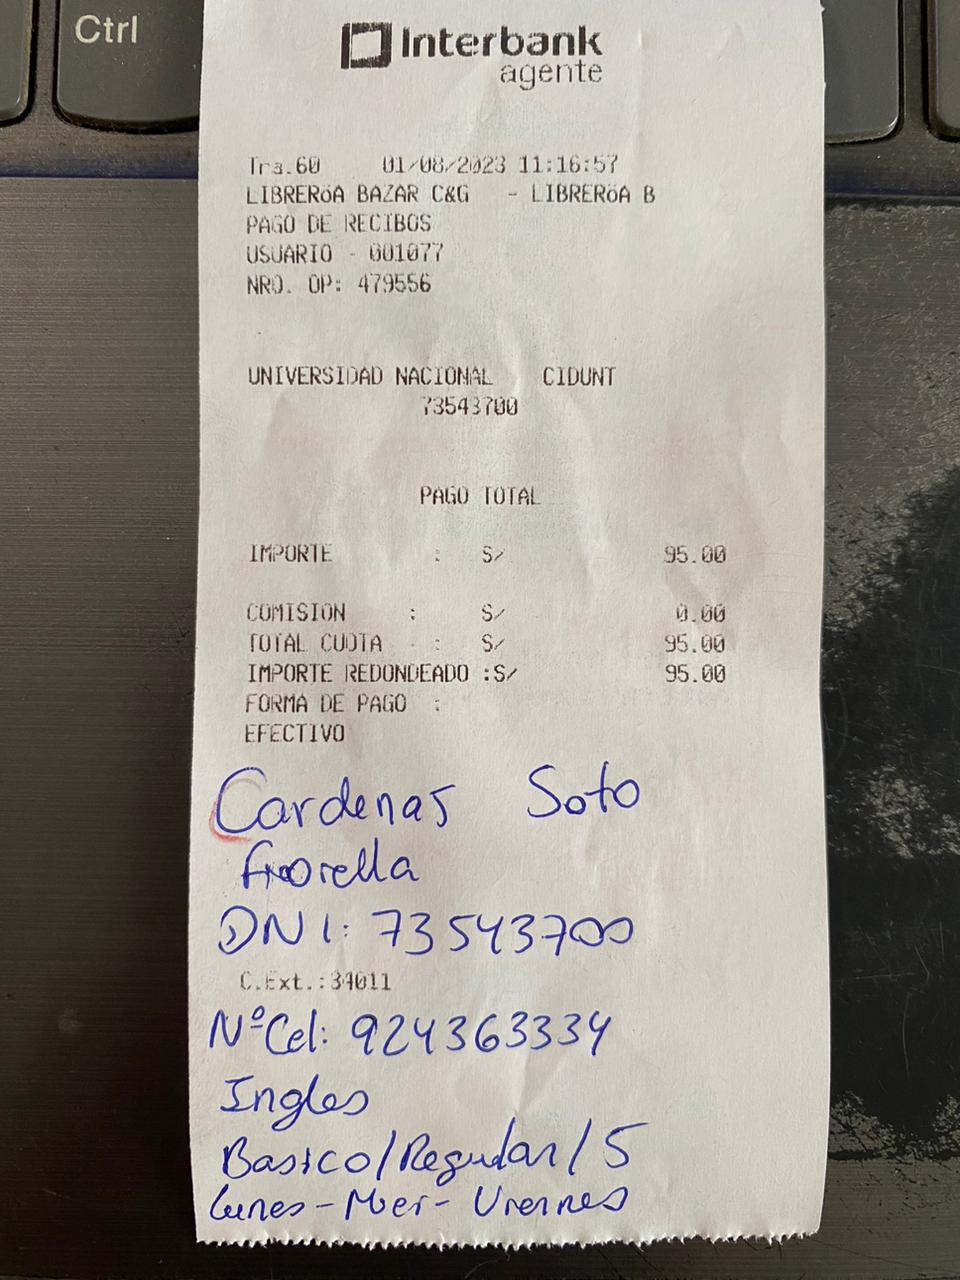 Ctrl
Interbank
agente
Tra.60 01/08/2023 11:16:57
LIBREROA BAZAR C&G - LIBREROA B
PAGO DE RECIBOS
USUARIO - 001077
NRO. OP: 479556
UNIVERSIDAD NACIONAL CIDUNT
73543700
PAGO TOTAL
IMPORTE : S/ 95.00
COMISION : S/ 0.00
TOTAL CUOTA - : S/ 95.00
IMPORTE REDONDEADO :S/ 95.00
FORMA DE PAGO :
EFECTIVO
Cardenas Soto
Fiorella
DNI: 73543700
C.Ext.:34011
N° Cel: 924363334
Ingles
Basico/Regular/5
Lunes-Mier-Viernes